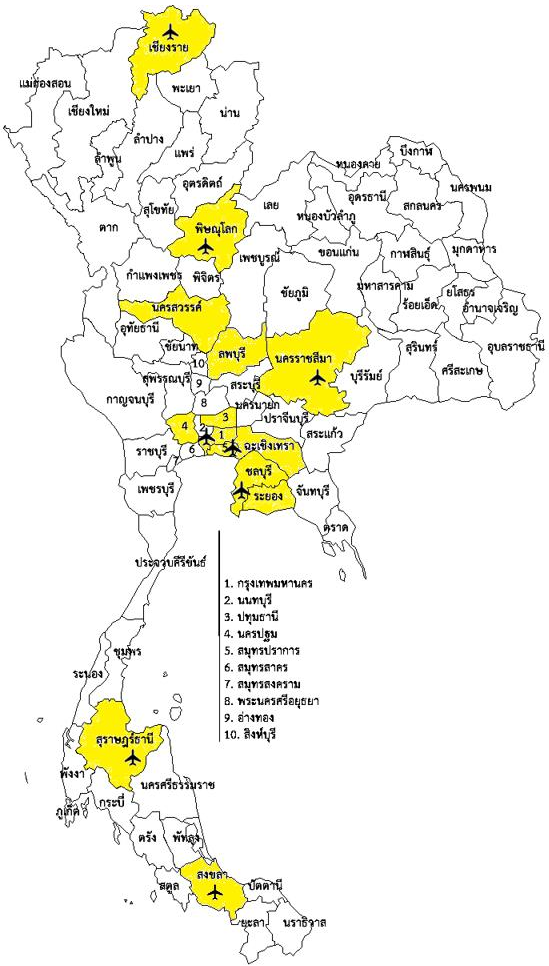 เชียงราย
แม่ฮ่องสอน
พะเยา
เชียงใหม่
น่าน
ลำปาง
แพร่
ลำพูน
บึงกาฬ
หนองคาย
อุตรดิตถ์
นครพนม
เลย
อุดรธานี
สกลนคร
สุโขทัย
หนองบัวลำภู
ตาก
พิษณุโลก
เพชรบูรณ์
ขอนแก่น
กาฬสินธุ์
มุกดาหาร
กำแพงเพชร
พิจิตร
ชัยภูมิ
มหาสารคาม
ยโสธร
ร้อยเอ็ด
อำนาจเจริญ
นครสวรรค์
อุทัยธานี
ชัยนาท
ลพบุรี
นครราชสีมา
สุรินทร์
อุบลราชธานี
10
สุพรรณบุรี
9
สระบุรี
บุรีรัมย์
ศรีสะเกษ
กาญจนบุรี
8
นครนายก
3
ปราจีนบุรี
4
2
1
สระแก้ว
ราชบุรี
6
5
ฉะเชิงเทรา
ชลบุรี
เพชรบุรี
ระยอง
จันทบุรี
ตราด
ประจวบคีรีขันธ์
1. กรุงเทพมหานคร
2. นนทบุรี
3. ปทุมธานี
4. นครปฐม
5. สมุทรปราการ
6. สมุทรสาคร
7. สมุทรสงคราม
8. พระนครศรีอยุธยา
9. อ่างทอง
10. สิงห์บุรี
ชุมพร
ระนอง
สุราษฎร์ธานี
พังงา
นครศรีธรรมราช
กระบี่
ภูเก็ต
ตรัง
พัทลุง
สงขลา
สตูล
ปัตตานี
ยะลา
นราธิวาส